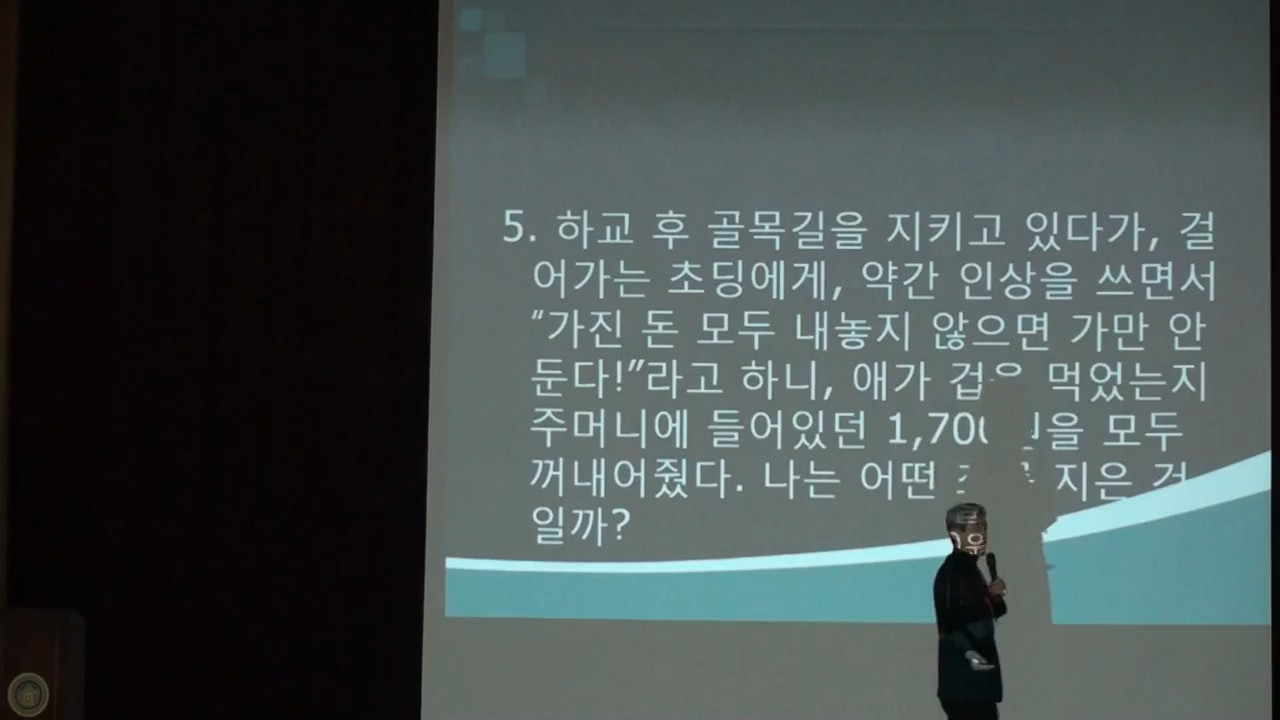 5. 하교 후 골목길을 지키고 있다가, 걸
어가는 초딩에게, 약간 인상을 쓰면서
“가진 돈 모두 내놓지 않으면 가만 안
둔다!”라고 하니, 애가 겁을 먹었는지
주머니에 들어있던 모두
꺼내어줬다. 나는 어떤 지은 것
일까?